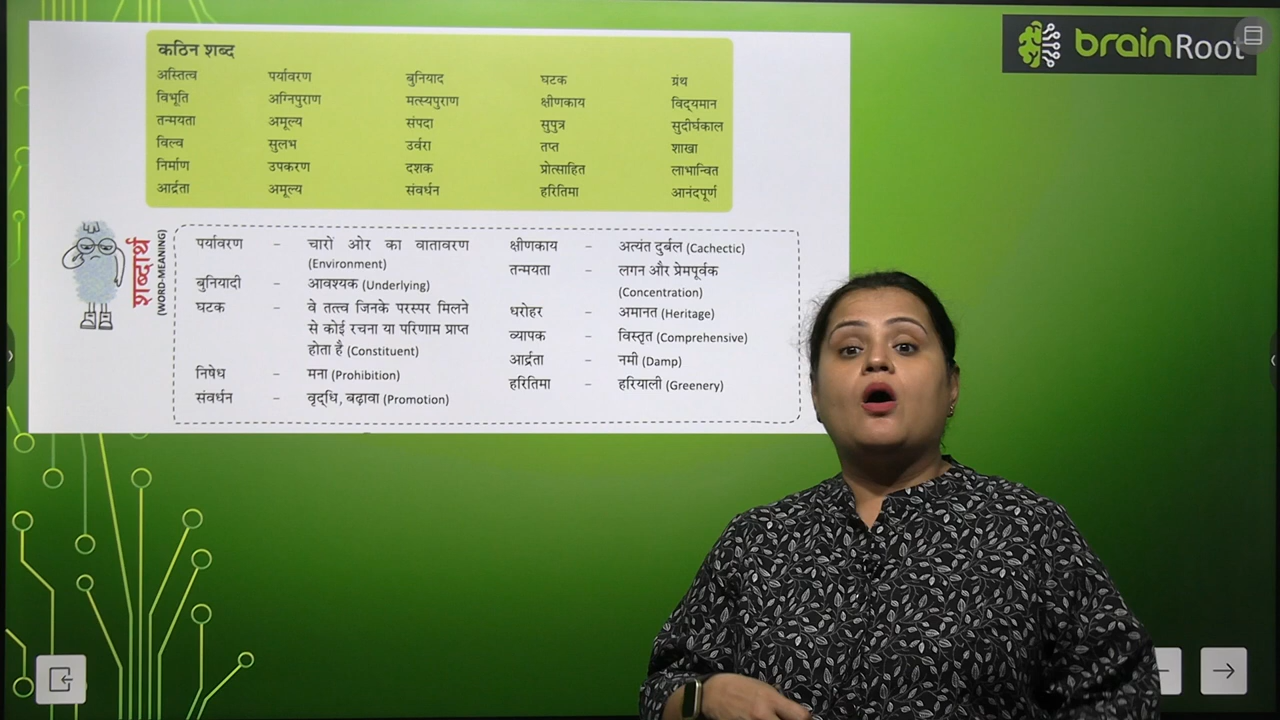 brainRoot
कठिन शब्द
अस्तित्व पर्यावरण बुनियाद घटक ग्रंथ
विभूति अग्निपुराण मत्स्यपुराण क्षीणकाय विद्यमान
तन्मयता अमूल्य संपदा सुपुत्र सुदीर्घकाल
विल्व सुलभ उर्वरा तप्त शाखा
निर्माण उपकरण दशक प्रोत्साहित लाभान्वित
आर्द्रता अमूल्य संवर्धन हरितिमा आनंदपूर्ण
शब्दार्थ
(WORD-MEANING)
पर्यावरण – चारों ओर का वातावरण
(Environment)
बुनियादी – आवश्यक (Underlying)
घटक – वे तत्त्व जिनके परस्पर मिलने
से कोई रचना या परिणाम प्राप्त
होता है (Constituent)
निषेध – मना (Prohibition)
संवर्धन – वृद्धि, बढ़ावा (Promotion)
क्षीणकाय – अत्यंत दुर्बल (Cachectic)
तन्मयता – लगन और प्रेमपूर्वक
(Concentration)
धरोहर – अमानत (Heritage)
व्यापक – विस्तृत (Comprehensive)
आर्द्रता – नमी (Damp)
हरितिमा – हरियाली (Greenery)